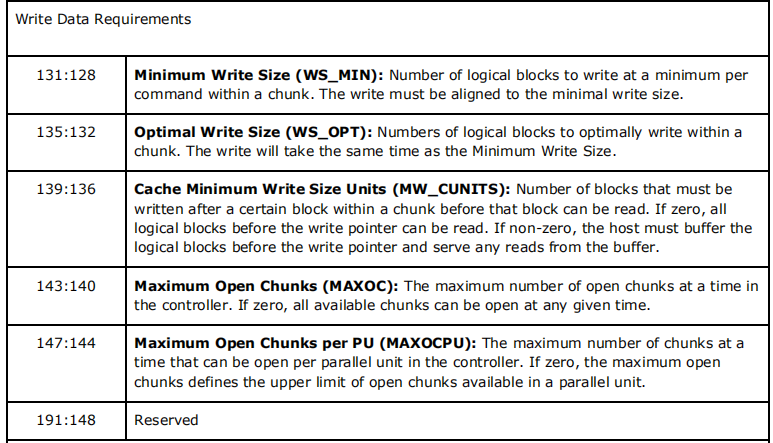 Write Data Requirements
131:128
Minimum Write Size (WS_MIN): Number of logical blocks to write at a minimum per
command within a chunk. The write must be aligned to the minimal write size.
135:132
Optimal Write Size (WS_OPT): Numbers of logical blocks to optimally write within a
chunk. The write will take the same time as the Minimum Write Size.
139:136
Cache Minimum Write Size Units (MW_CUNITS): Number of blocks that must be
written after a certain block within a chunk before that block can be read. If zero, all
logical blocks before the write pointer can be read. If non-zero, the host must buffer the
logical blocks before the write pointer and serve any reads from the buffer.
143:140
Maximum Open Chunks (MAXOC): The maximum number of open chunks at a time in
the controller. If zero, all available chunks can be open at any given time.
147:144
Maximum Open Chunks per PU (MAXOCPU): The maximum number of chunks at a
time that can be open per parallel unit in the controller. If zero, the maximum open
chunks defines the upper limit of open chunks available in a parallel unit.
191:148
Reserved